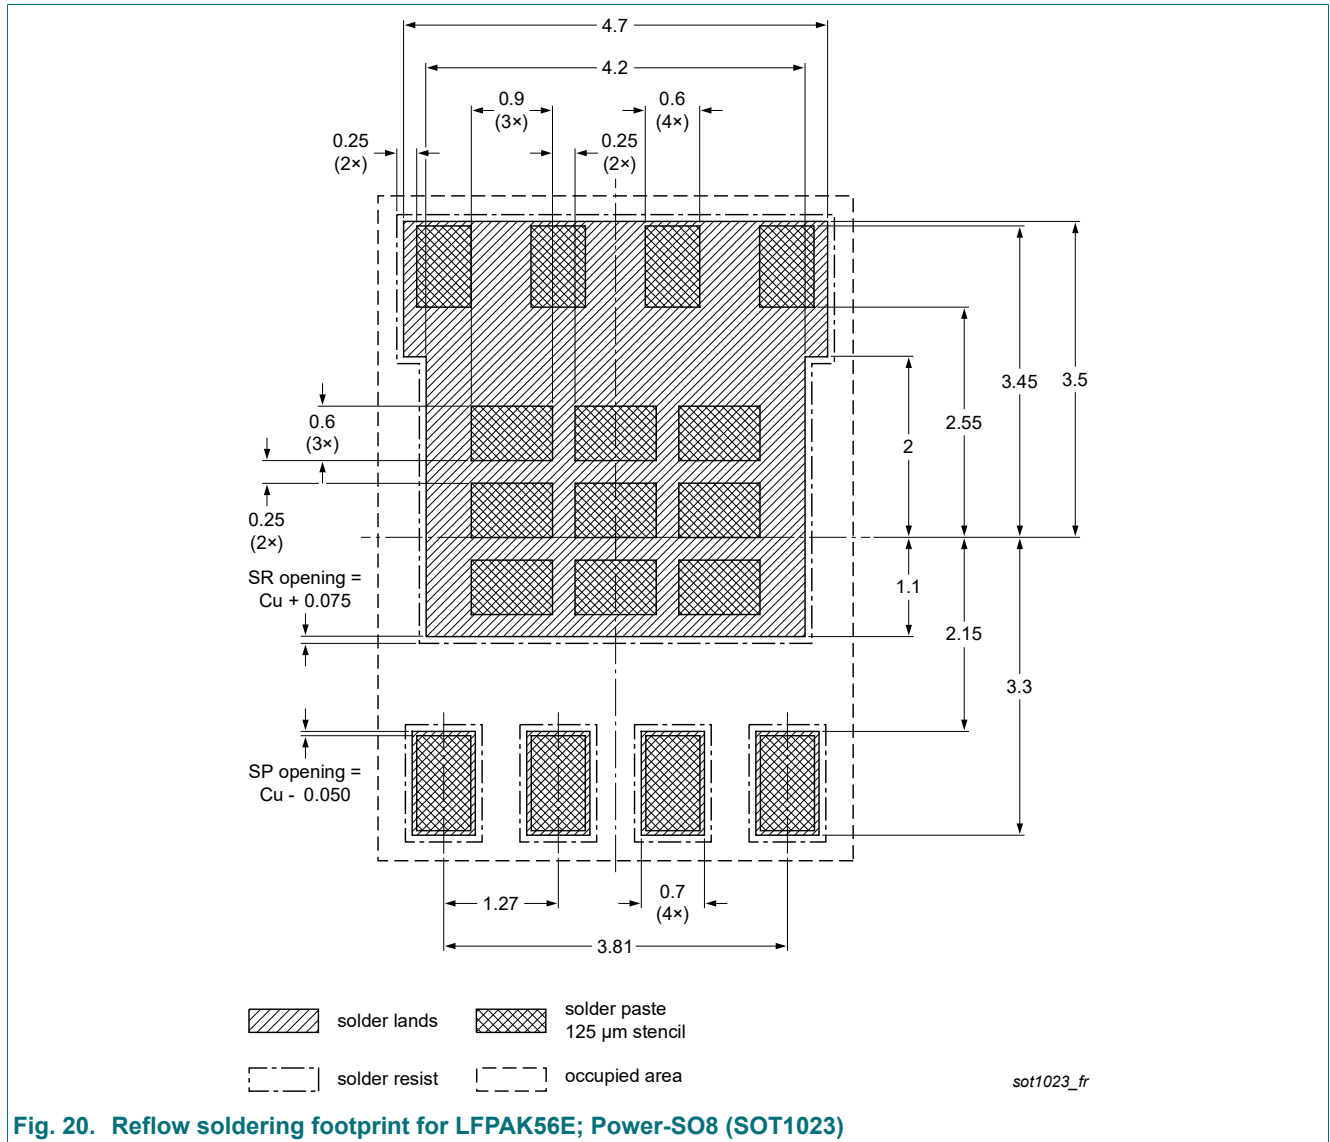 4.7
4.2
0.9
(3×)
0.6
(4×)
0.25
(2×)
0.25
(2×)
3.45
3.5
2.55
2
0.6
(3×)
0.25
(2×)
SR opening =
Cu + 0.075
1.1
2.15
3.3
SP opening =
Cu - 0.050
1.27
0.7
(4×)
3.81
solder lands
solder paste
125 µm stencil
solder resist
occupied area
sot1023_fr
Fig. 20. Reflow soldering footprint for LFPAK56E; Power-SO8 (SOT1023)